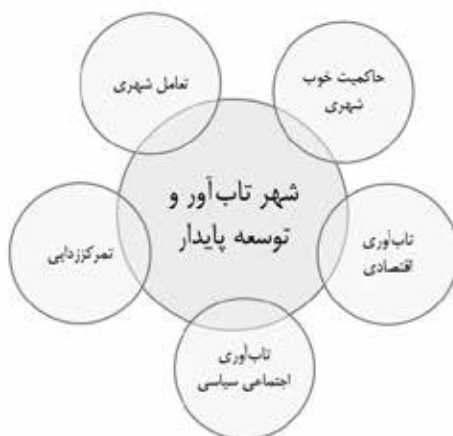 حاکمیت خوب
شهری
تعامل شهری
شهر تاب‌آور و
توسعه پایدار
تاب‌آوری
اقتصادی
تمرکززدایی
تاب‌آوری
اجتماعی سیاسی